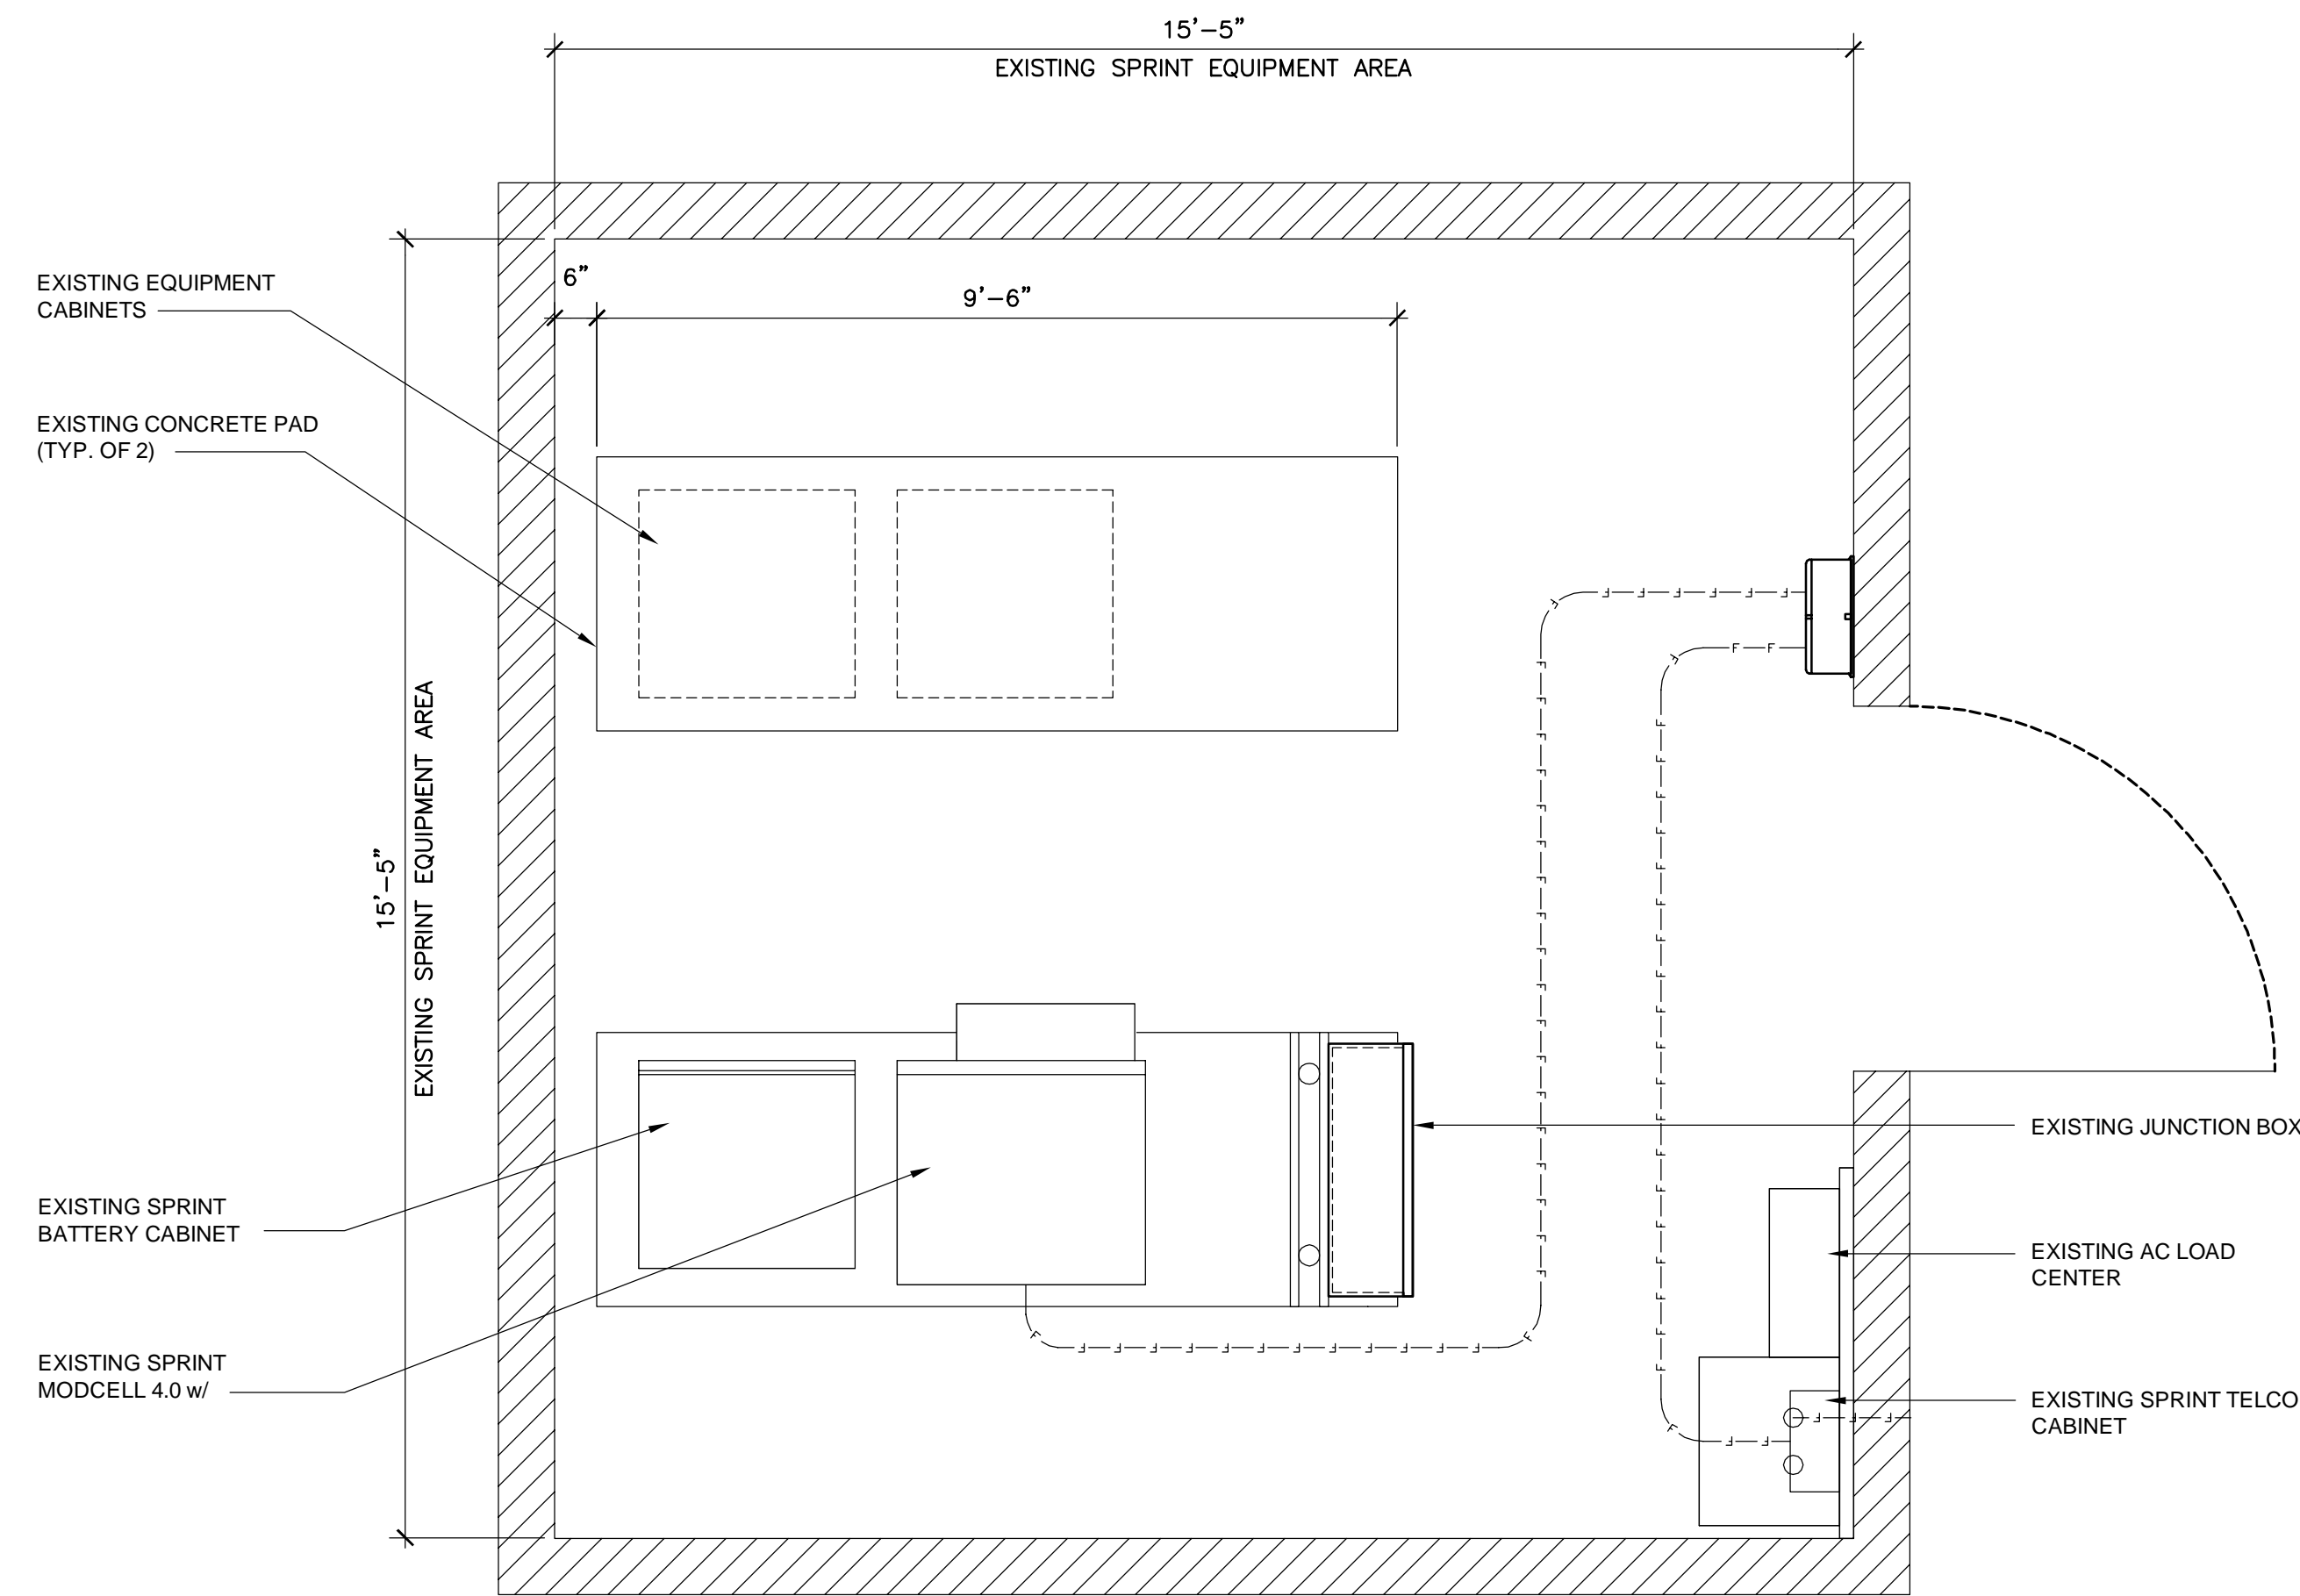 15'-5"
EXISTING SPRINT EQUIPMENT AREA
6"
9'-6"
EXISTING EQUIPMENT
CABINETS
EXISTING CONCRETE PAD
(TYP. OF 2)
15'-5"
EXISTING SPRINT EQUIPMENT AREA
EXISTING SPRINT
BATTERY CABINET
EXISTING SPRINT
MODCELL 4.0 w/
EXISTING JUNCTION BOX
EXISTING AC LOAD
CENTER
EXISTING SPRINT TELCO
CABINET